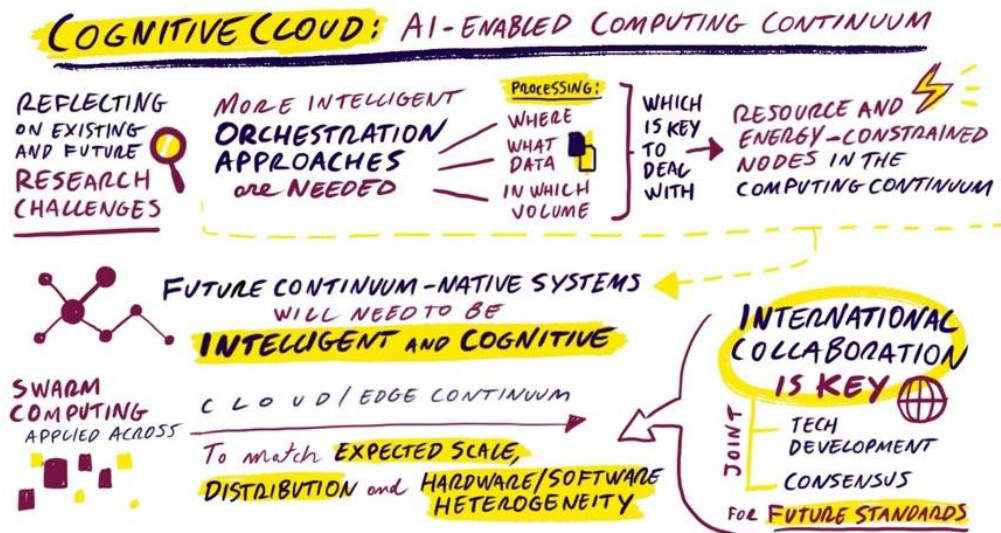 COGNITIVE CLOUD: AI-ENABLED COMPUTING CONTINUUM
REFLECTING
ON EXISTING
AND FUTURE
RESEARCH
CHALLENGES
MORE INTELLIGENT
ORCHESTRATION
APPROACHES
are NEEDED
PROCESSING:
WHERE
WHAT
DATA
IN WHICH
VOLUME
WHICH
IS KEY
TO
DEAL
WITH
RESOURCE AND
ENERGY-CONSTRAINED
NODES IN THE
COMPUTING CONTINUUM
FUTURE CONTINUUM-NATIVE SYSTEMS
WILL NEED TO BE
INTELLIGENT AND COGNITIVE
SWARM
COMPUTING
APPLIED ACROSS
CLOUD/EDGE CONTINUUM
To match EXPECTED SCALE,
DISTRIBUTION and HARDWARE/SOFTWARE
HETEROGENEITY
INTERNATIONAL
COLLABORATION
IS KEY
JOINT
TECH
DEVELOPMENT
CONSENSUS
FOR FUTURE STANDARDS